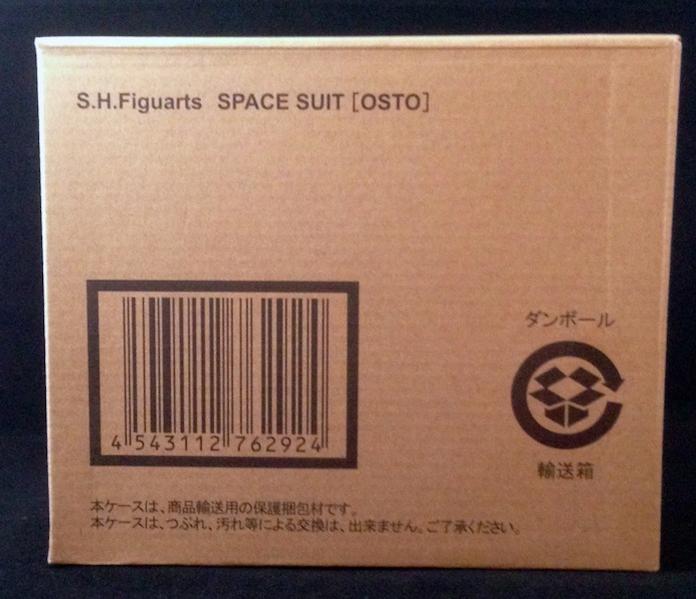 S.H.Figuarts SPACE SUIT [OSTO]
ダンボール
4 543112 762924
輸送箱
本ケースは、商品輸送用の保護梱包材です。
本ケースは、つぶれ、汚れ等による交換は、出来ません。ご了承ください。